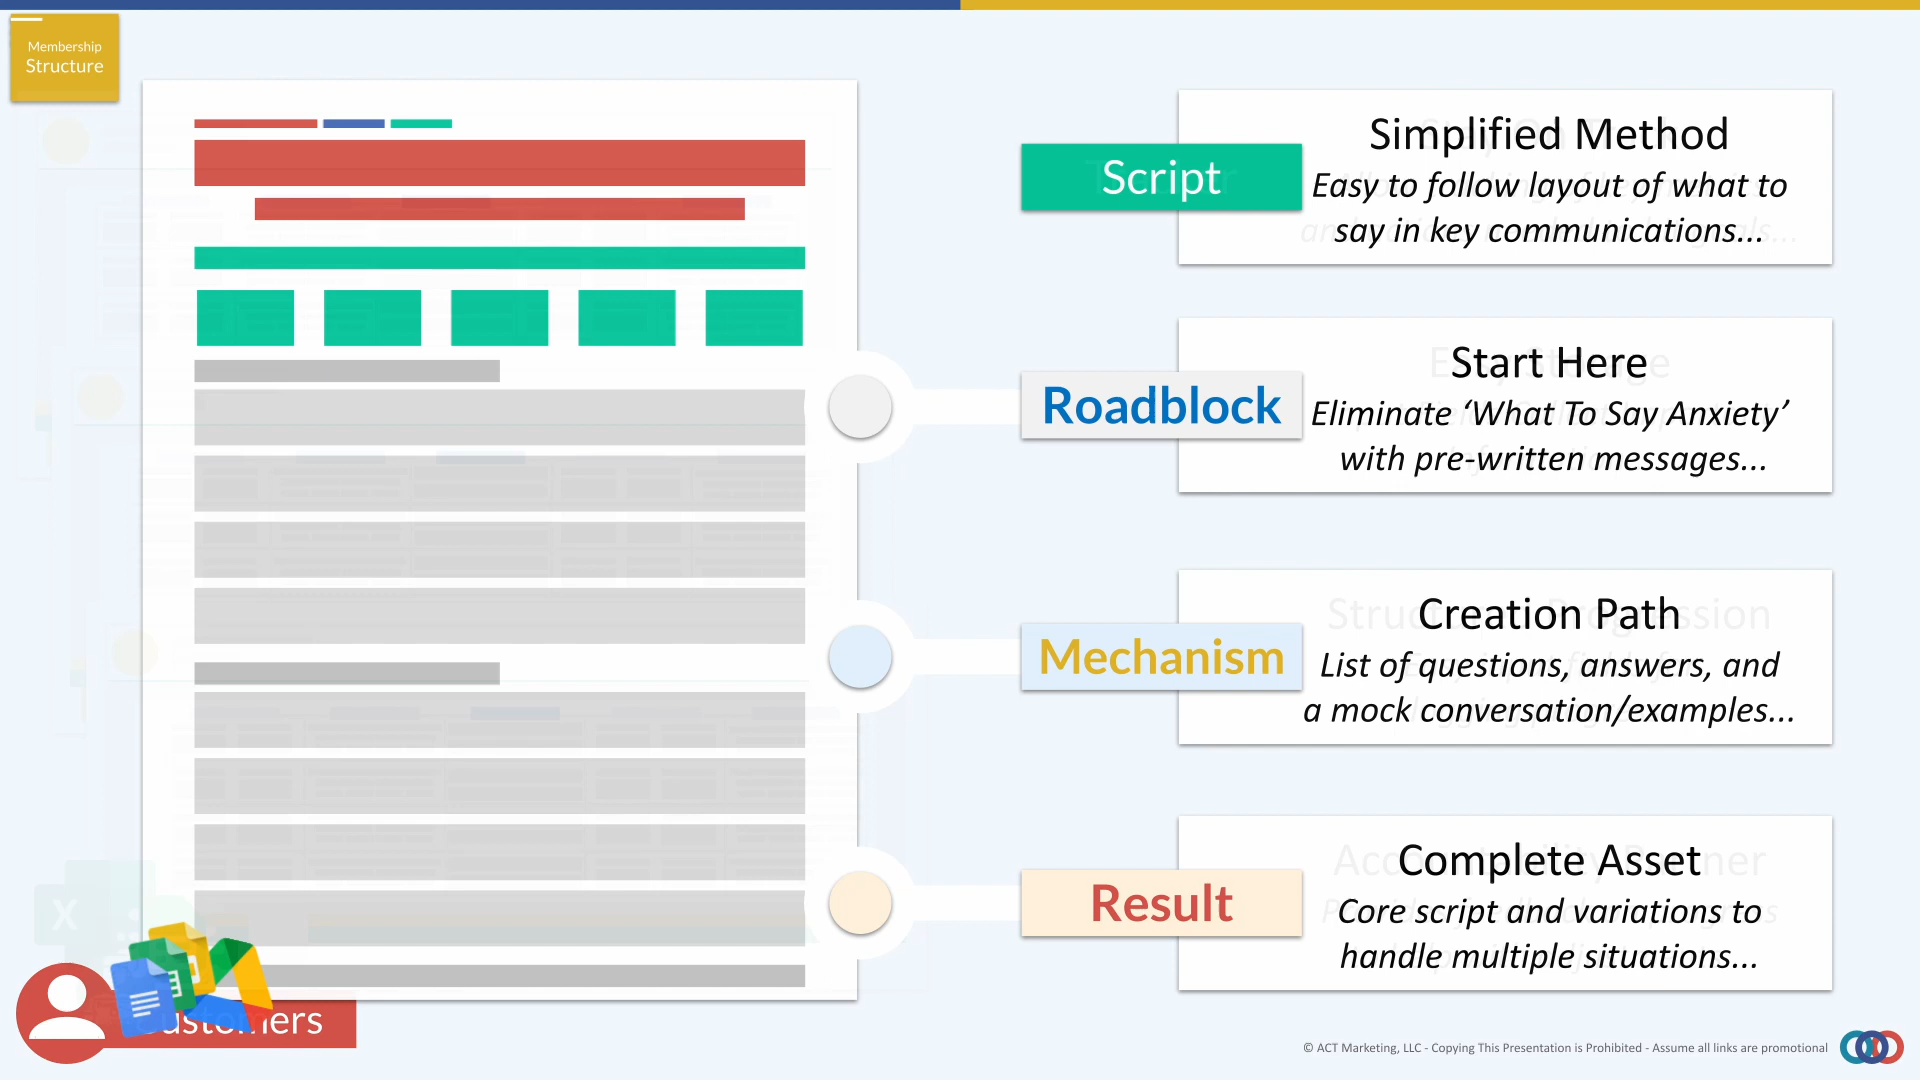 Membership
Structure
Script
Simplified Method
Easy to follow layout of what to
say in key communications...
Roadblock
Start Here
Eliminate ‘What To Say Anxiety’
with pre-written messages...
Mechanism
Creation Path
List of questions, answers, and
a mock conversation/examples...
Result
Complete Asset
Core script and variations to
handle multiple situations...
Customers
© ACT Marketing, LLC - Copying This Presentation is Prohibited - Assume all links are promotional